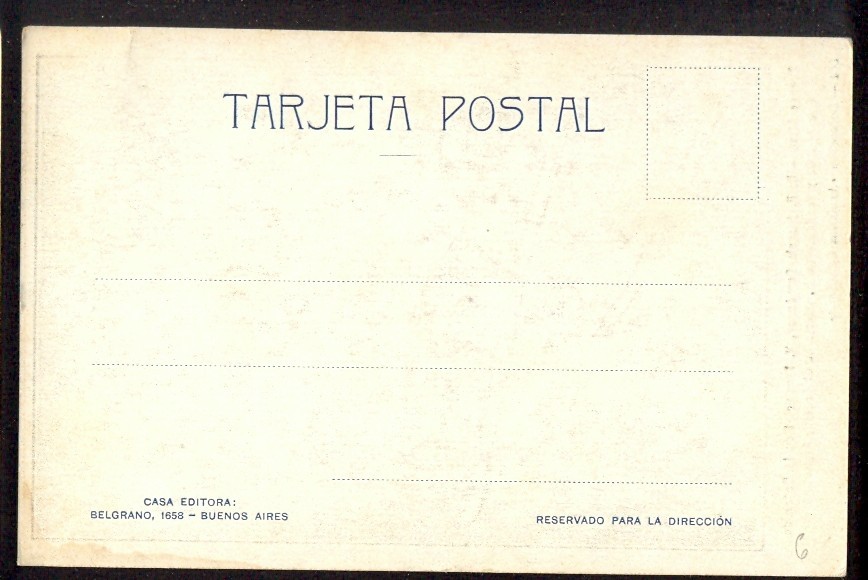 TARJETA POSTAL
CASA EDITORA:
BELGRANO, 1658 – BUENOS AIRES
RESERVADO PARA LA DIRECCIÓN
6